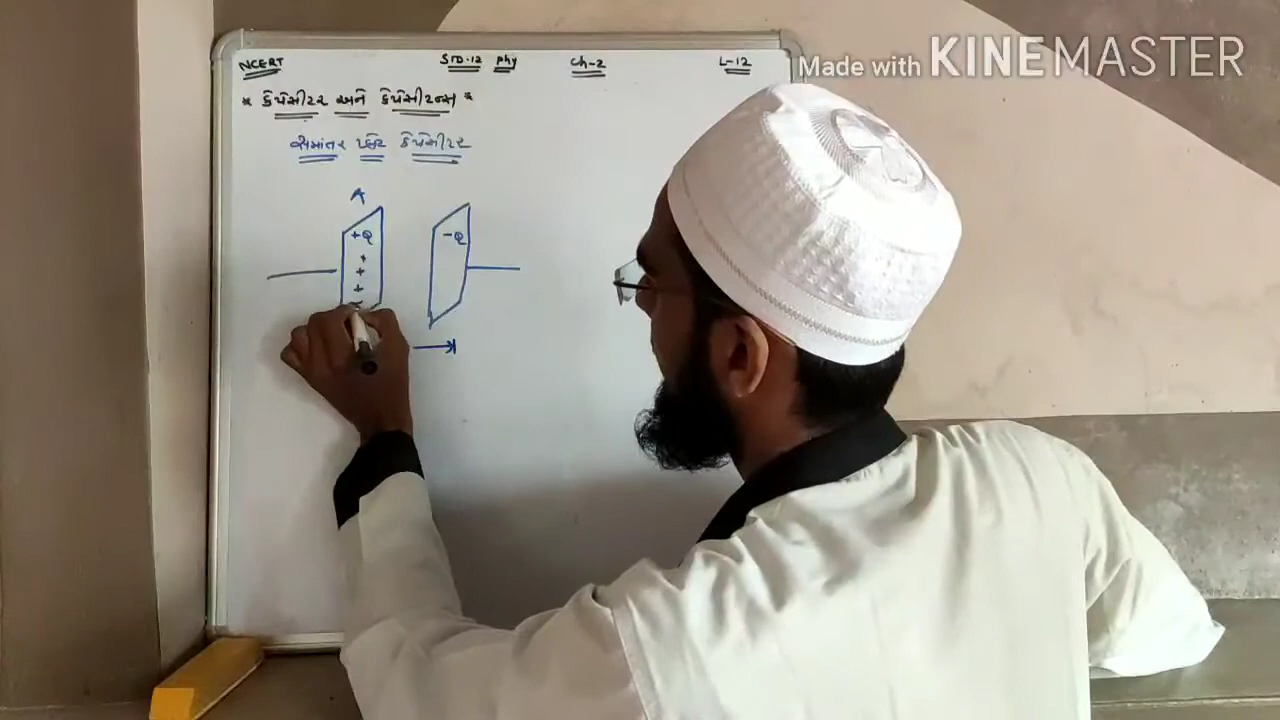 Made with KINEMASTER
NCERT STD-12 Phy Ch-2 L-12
* કેપેસીટર અને કેપેસીટન્સ *
સમાંતર પ્લેટ કેપેસીટર
A
+Q -Q
+
+
+